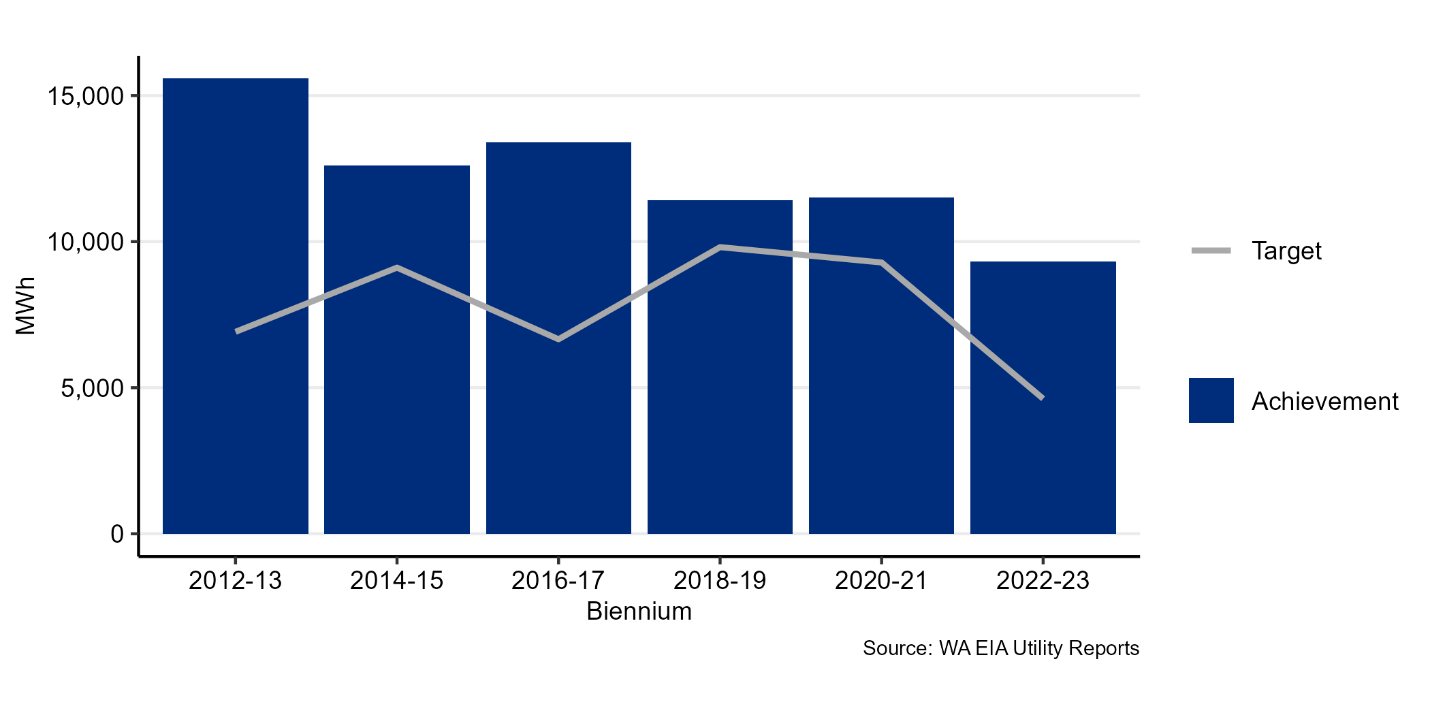 15,000
10,000
5,000
0
MWh
2012-13 2014-15 2016-17 2018-19 2020-21 2022-23
Biennium
Source: WA EIA Utility Reports
Target
Achievement